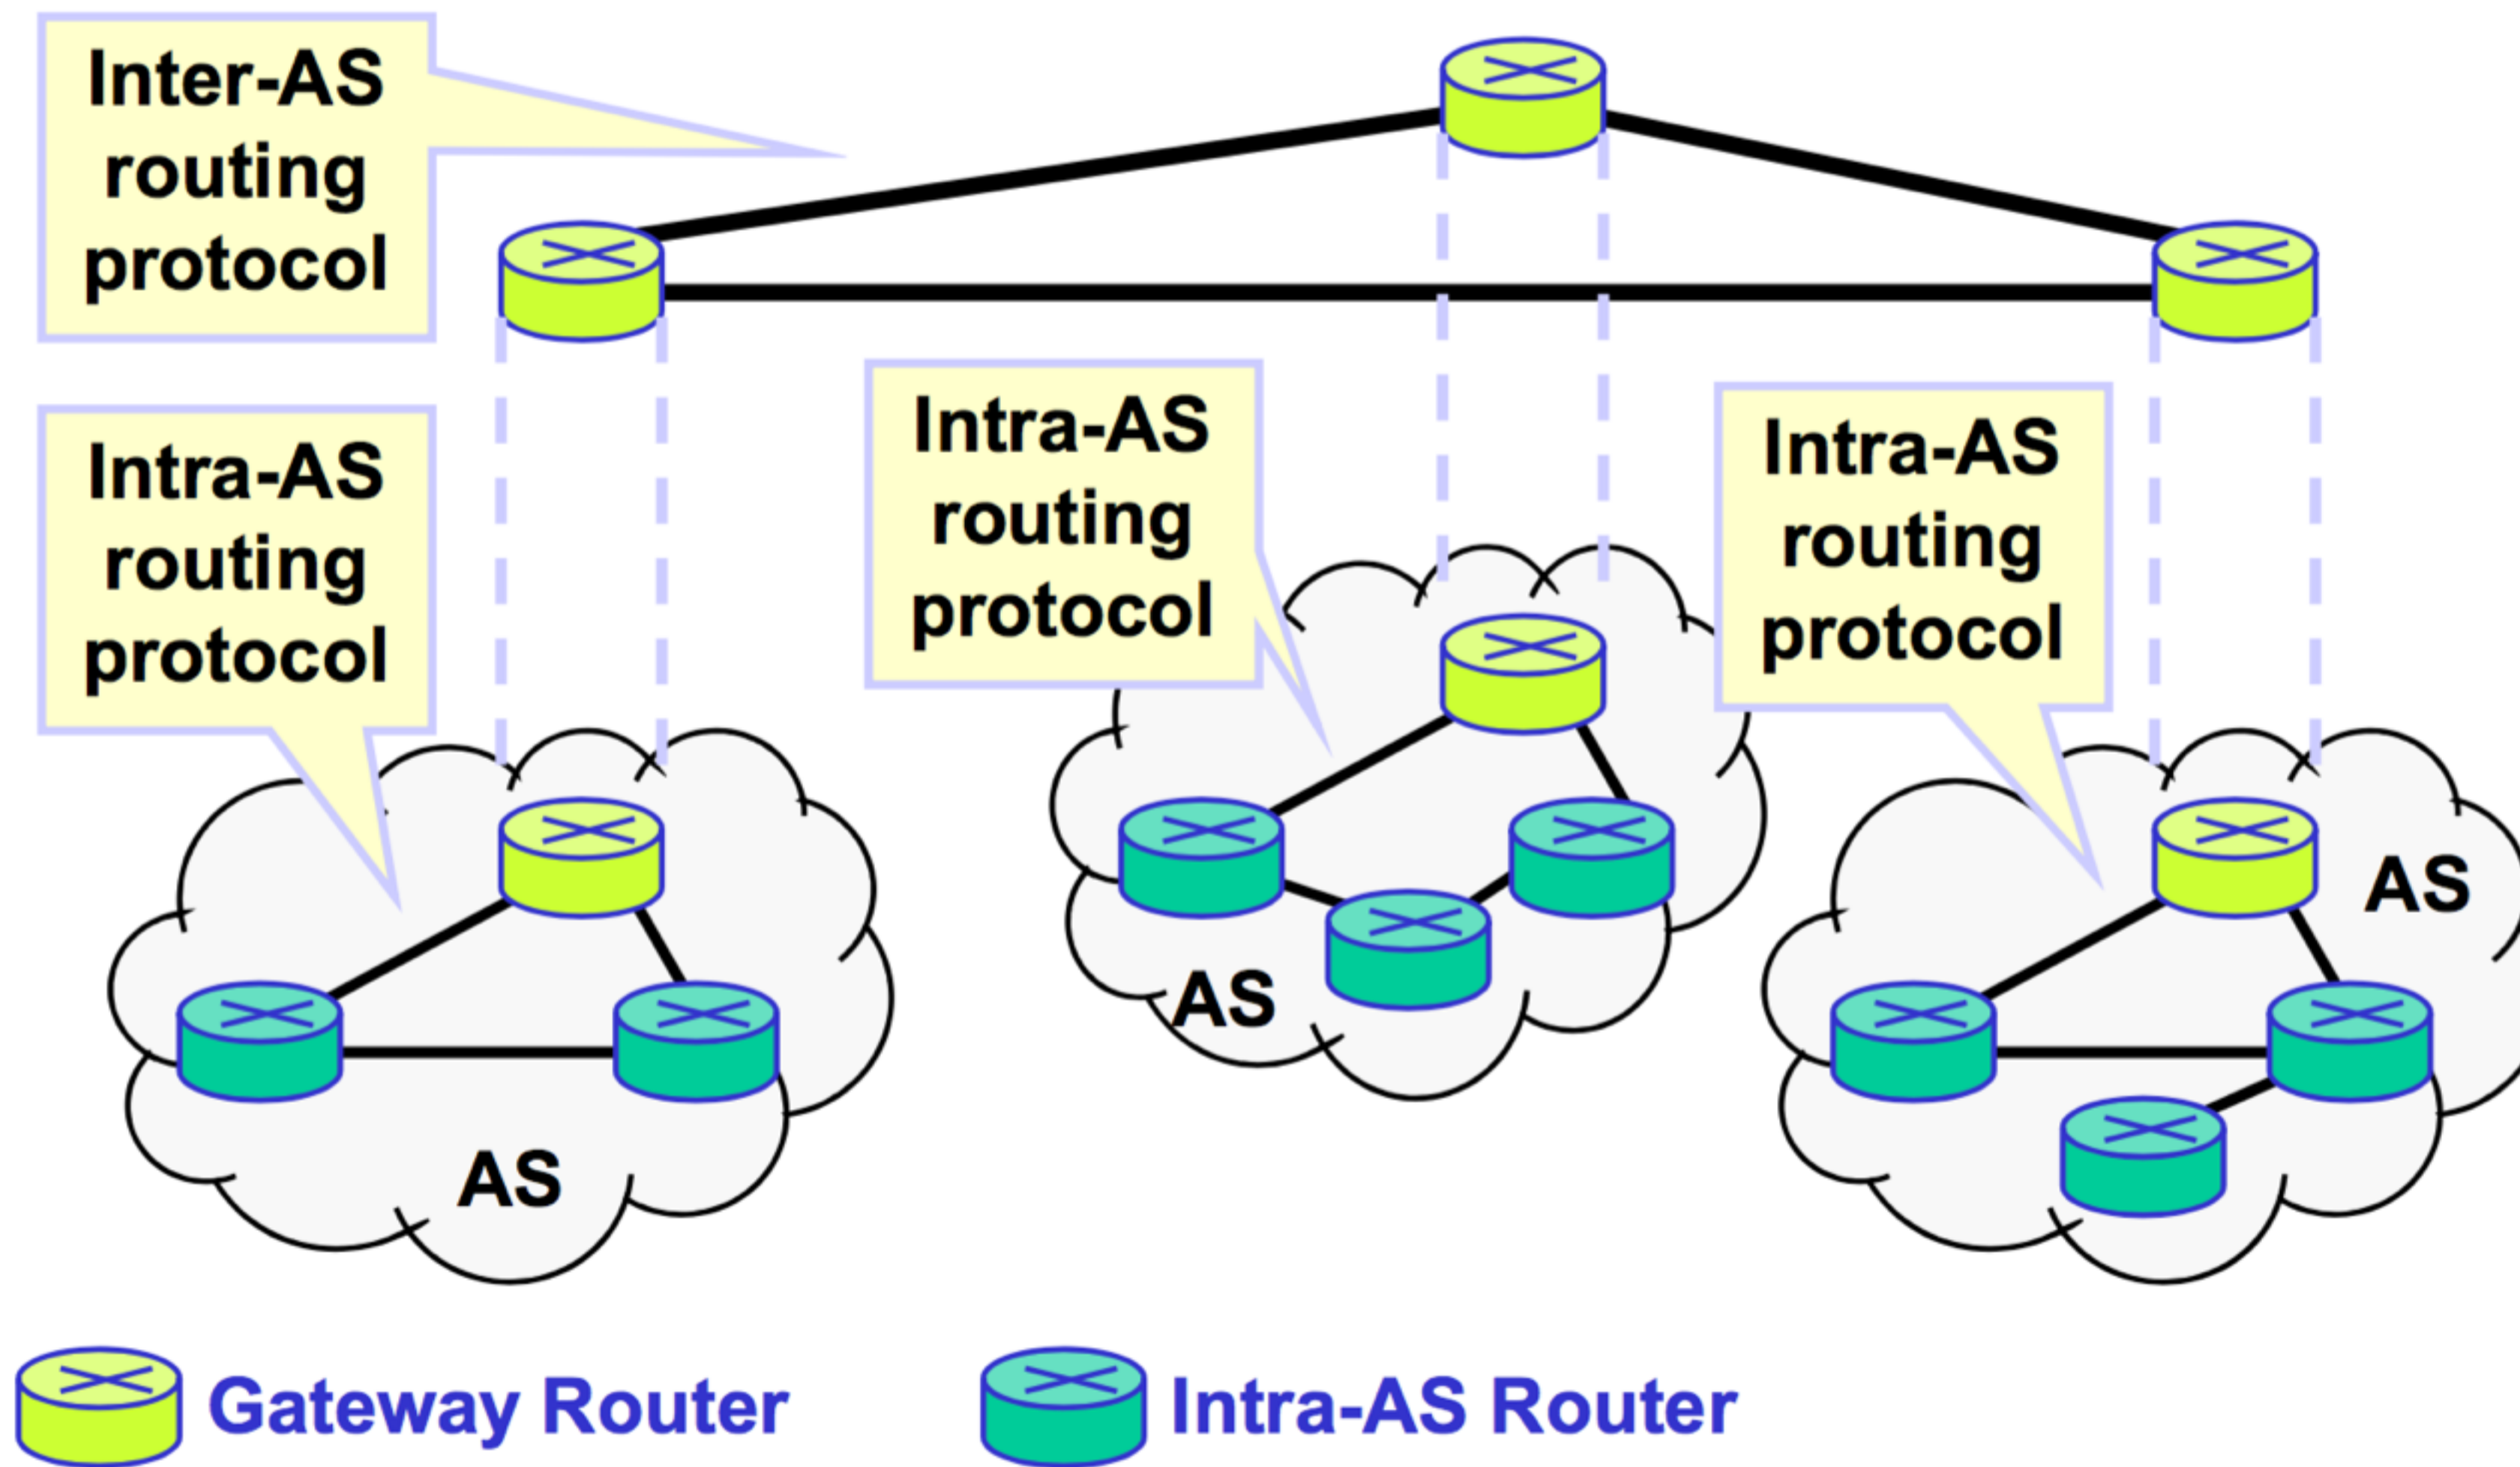 Inter-AS
routing
protocol
Intra-AS
routing
protocol
Intra-AS
routing
protocol
Intra-AS
routing
protocol
AS
AS
AS
Gateway Router
Intra-AS Router